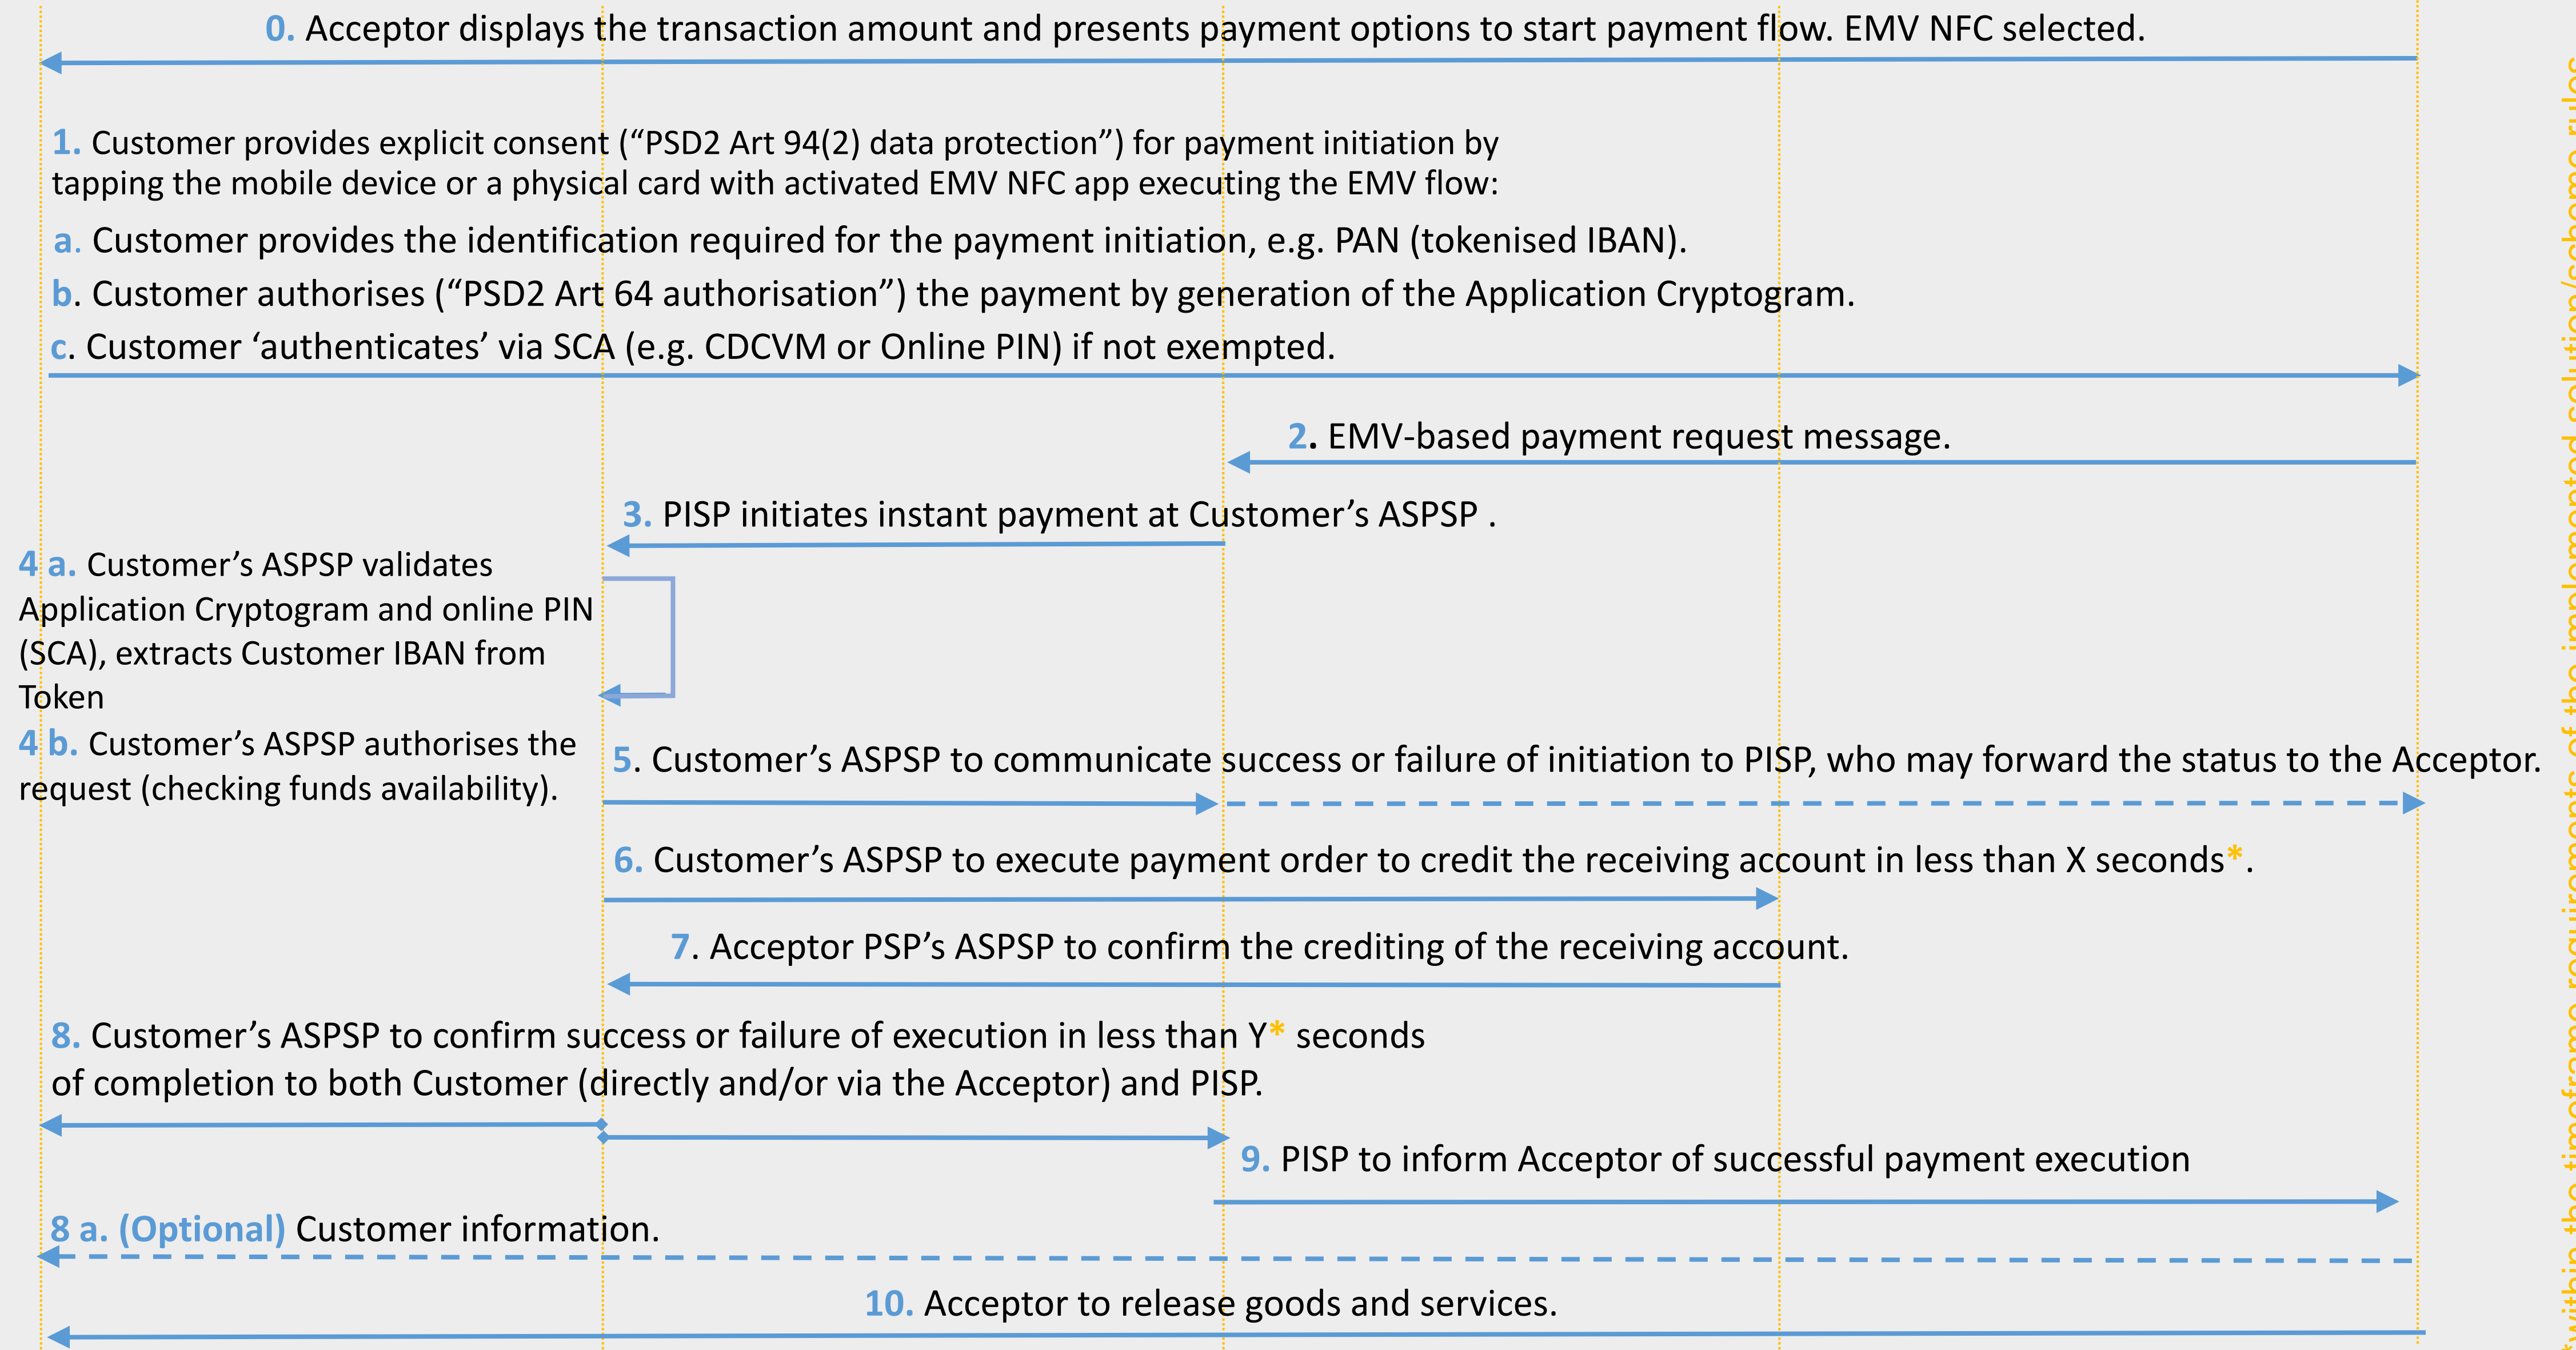 0. Acceptor displays the transaction amount and presents payment options to start payment flow. EMV NFC selected.
1. Customer provides explicit consent (“PSD2 Art 94(2) data protection”) for payment initiation by
tapping the mobile device or a physical card with activated EMV NFC app executing the EMV flow:
a. Customer provides the identification required for the payment initiation, e.g. PAN (tokenised IBAN).
b. Customer authorises (“PSD2 Art 64 authorisation”) the payment by generation of the Application Cryptogram.
c. Customer ‘authenticates’ via SCA (e.g. CDCVM or Online PIN) if not exempted.
2. EMV-based payment request message.
3. PISP initiates instant payment at Customer’s ASPSP .
4 a. Customer’s ASPSP validates
Application Cryptogram and online PIN
(SCA), extracts Customer IBAN from
Token
4 b. Customer’s ASPSP authorises the
request (checking funds availability).
5. Customer’s ASPSP to communicate success or failure of initiation to PISP, who may forward the status to the Acceptor.
6. Customer’s ASPSP to execute payment order to credit the receiving account in less than X seconds*.
7. Acceptor PSP’s ASPSP to confirm the crediting of the receiving account.
8. Customer’s ASPSP to confirm success or failure of execution in less than Y* seconds
of completion to both Customer (directly and/or via the Acceptor) and PISP.
9. PISP to inform Acceptor of successful payment execution
8 a. (Optional) Customer information.
10. Acceptor to release goods and services.
*within the timeframe requirements of the implemented solution/scheme rules